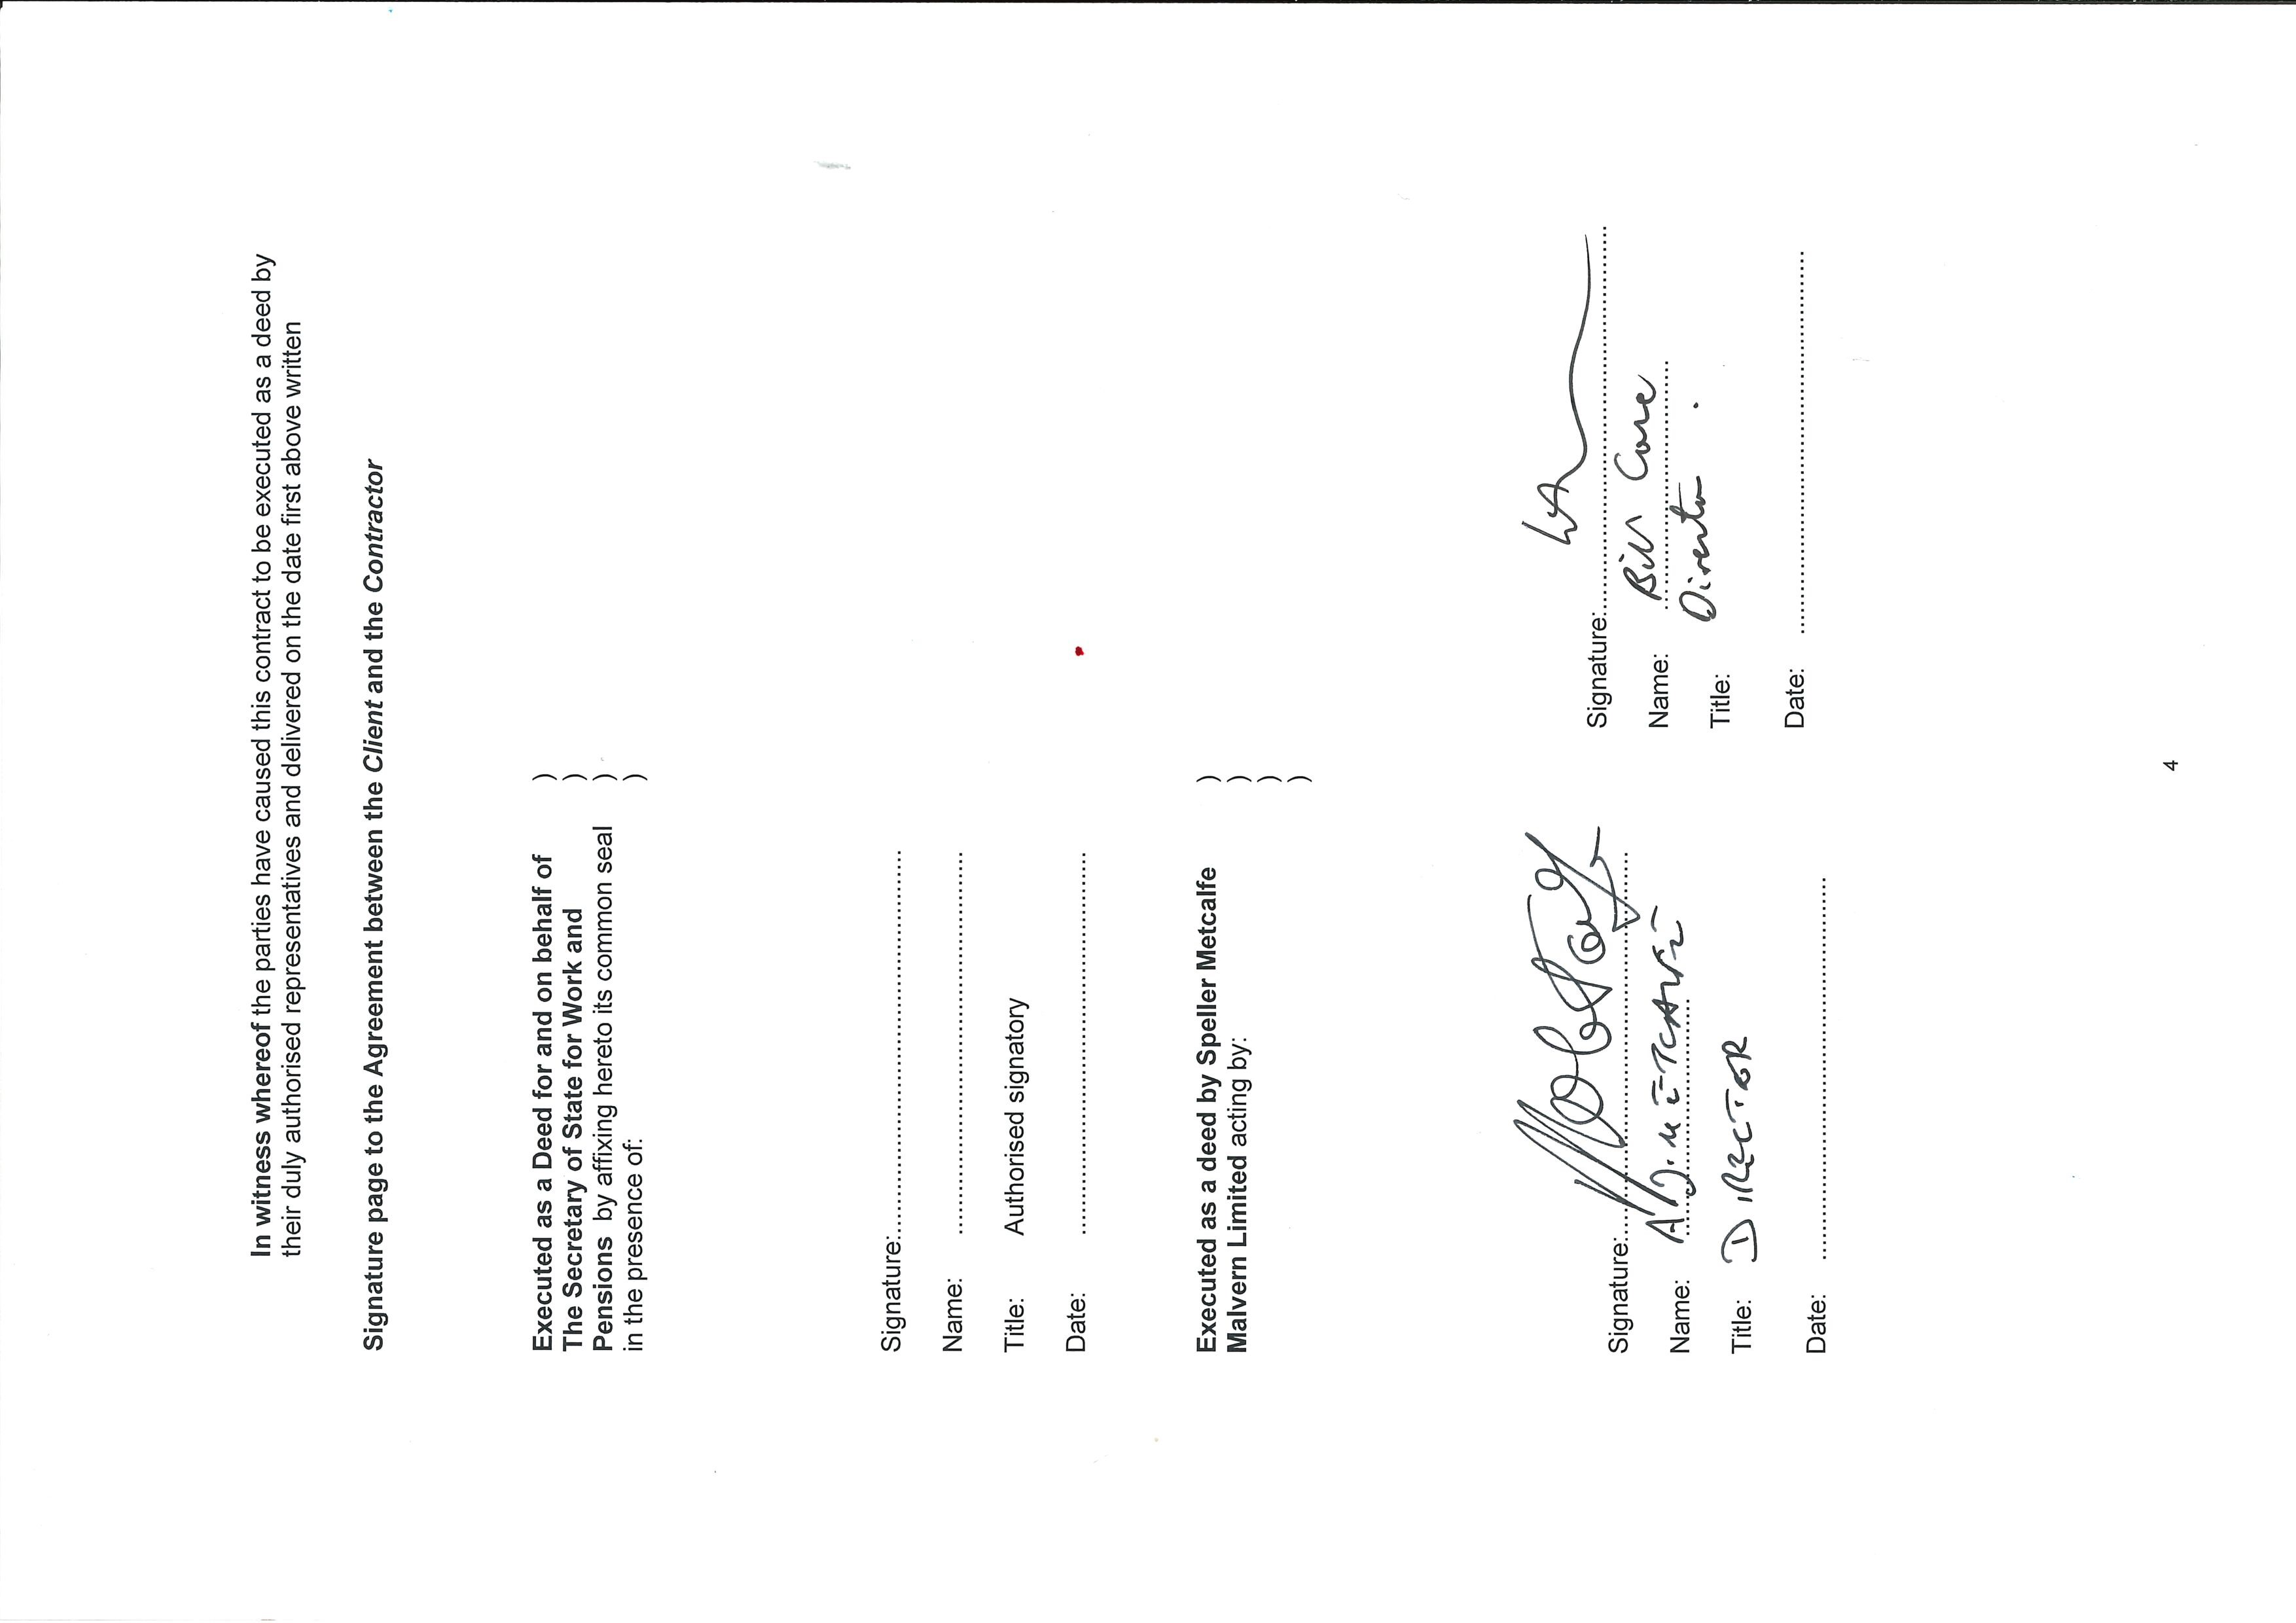 In witness whereof the parties have caused this contract to be executed as a deed by
their duly authorised representatives and delivered on the date first above written
Signature page to the Agreement between the Client and the Contractor
Executed as a Deed for and on behalf of )
The Secretary of State for Work and )
Pensions by affixing hereto its common seal )
in the presence of: )
Signature:..........................................................
Name: ..........................................................
Title: Authorised signatory
Date: ..........................................................
Executed as a deed by Speller Metcalfe )
Malvern Limited acting by: )
)
)
Signature:
Name: A.D. METCALFE
Title: DIRECTOR
Date: ..........................................................
Signature:
Name: Bill
Title: Director.
Date: ..........................................................
4